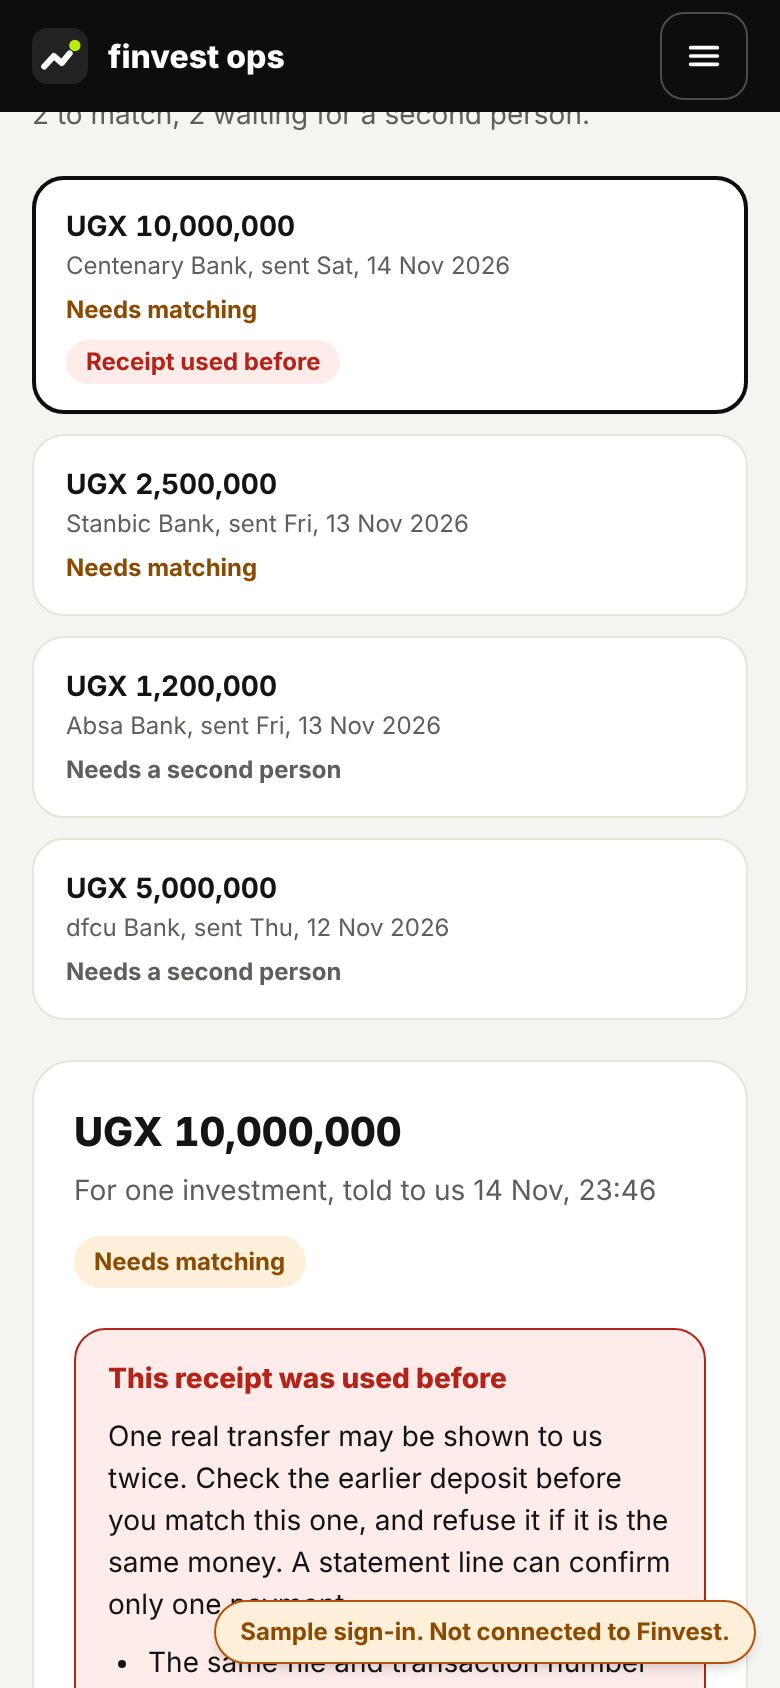 finvest ops
2 to match, 2 waiting for a second person.
UGX 10,000,000
Centenary Bank, sent Sat, 14 Nov 2026
Needs matching
Receipt used before
UGX 2,500,000
Stanbic Bank, sent Fri, 13 Nov 2026
Needs matching
UGX 1,200,000
Absa Bank, sent Fri, 13 Nov 2026
Needs a second person
UGX 5,000,000
dfcu Bank, sent Thu, 12 Nov 2026
Needs a second person
UGX 10,000,000
For one investment, told to us 14 Nov, 23:46
Needs matching
This receipt was used before
One real transfer may be shown to us
twice. Check the earlier deposit before
you match this one, and refuse it if it is the
same money. A statement line can confirm
only one payment.
Sample sign-in. Not connected to Finvest.
• The same file and transaction number